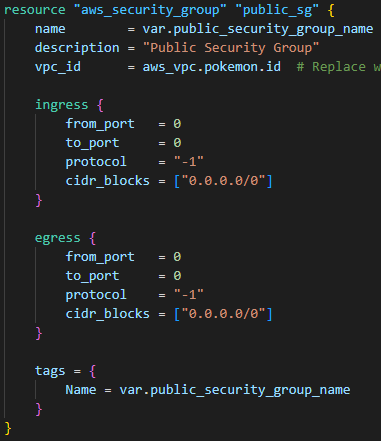 resource "aws_security_group" "public_sg" {
    name        = var.public_security_group_name
    description = "Public Security Group"
    vpc_id      = aws_vpc.pokemon.id  # Replace w

    ingress {
        from_port   = 0
        to_port     = 0
        protocol    = "-1"
        cidr_blocks = ["0.0.0.0/0"]
    }

    egress {
        from_port   = 0
        to_port     = 0
        protocol    = "-1"
        cidr_blocks = ["0.0.0.0/0"]
    }

    tags = {
        Name = var.public_security_group_name
    }
}